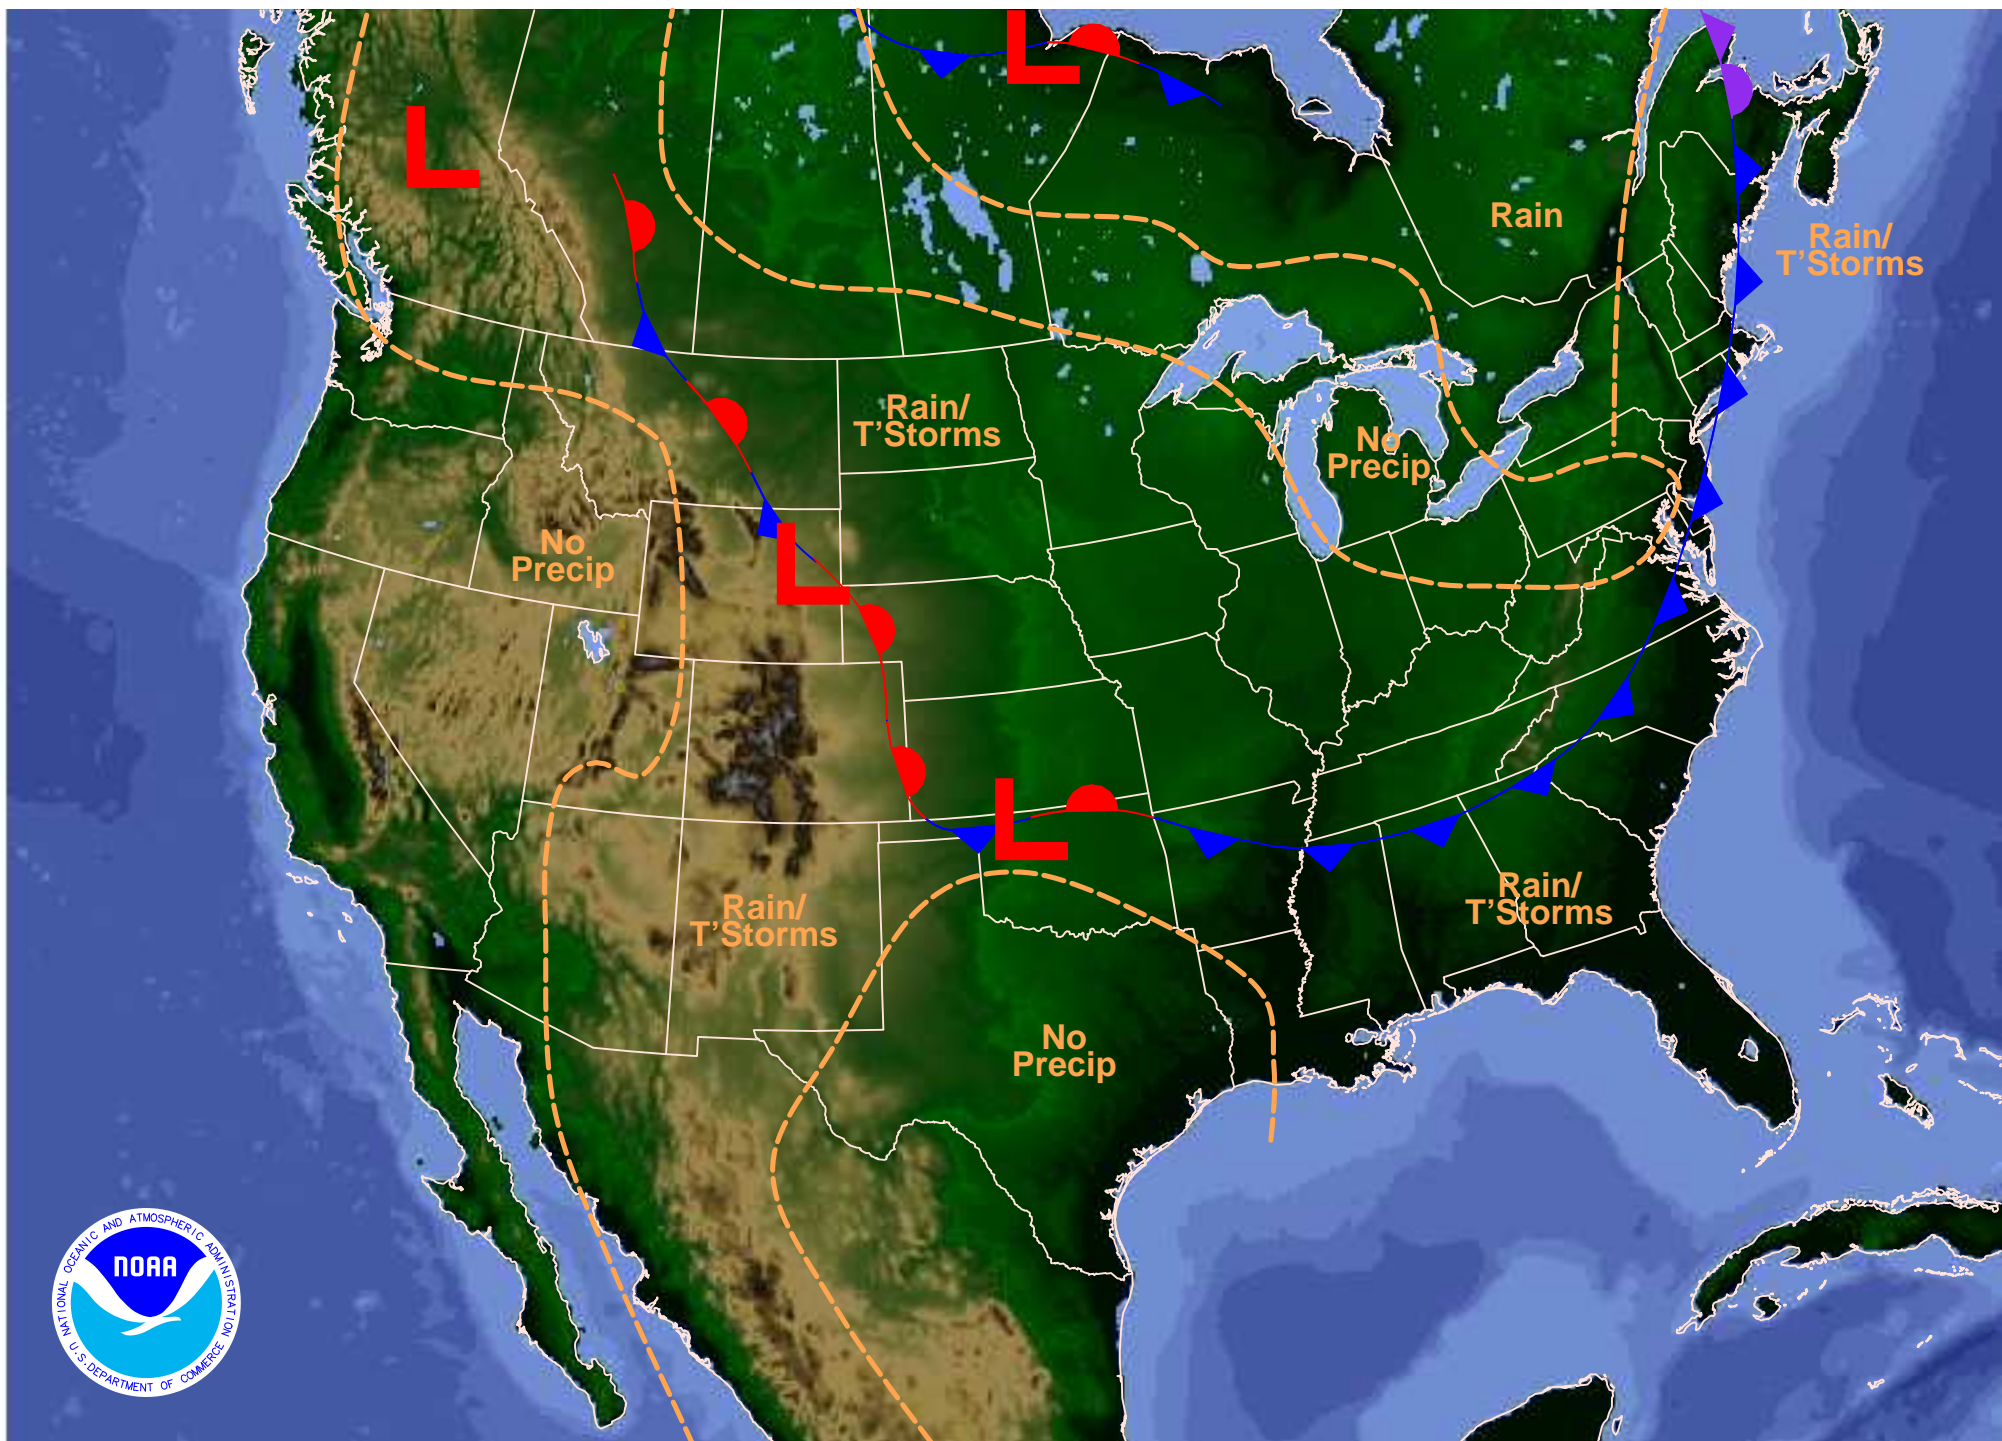 L
L
Rain
Rain/
T'Storms
Rain/
T'Storms
No
Precip
No
Precip
L
L
Rain/
T'Storms
Rain/
T'Storms
No
Precip
NATIONAL OCEANIC AND ATMOSPHERIC ADMINISTRATION
NOAA
U.S. DEPARTMENT OF COMMERCE